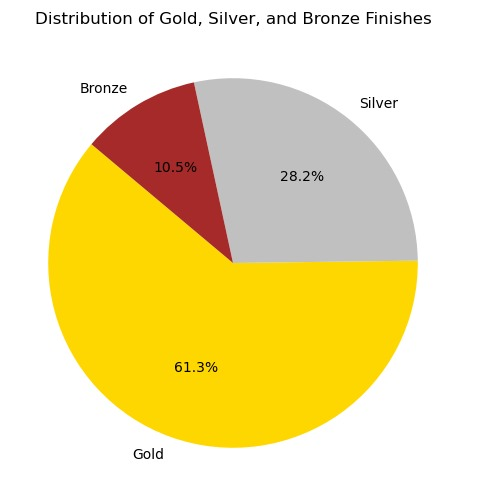 Distribution of Gold, Silver, and Bronze Finishes
Bronze
Silver
10.5%
28.2%
61.3%
Gold